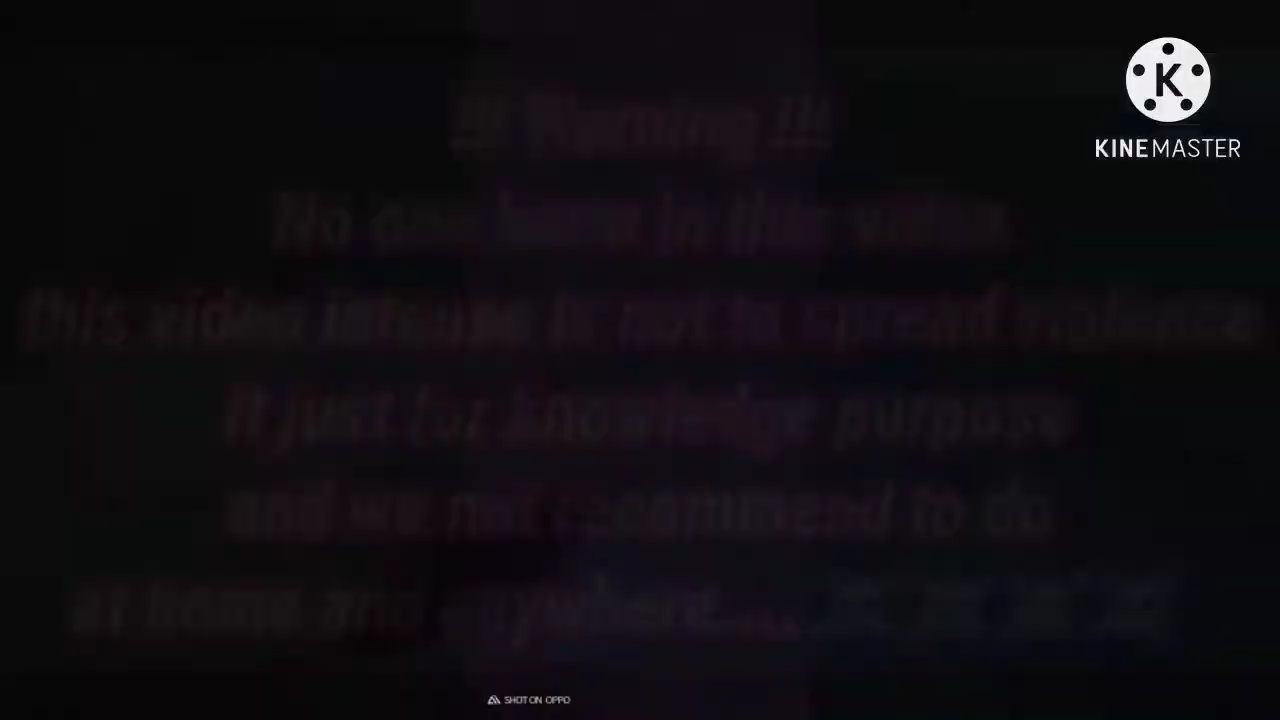 K
KINEMASTER
!!! Warning !!!
No one harm in this video
this video intense is not to spread violence
it just for knowledge purpose
and we not recommend to do
at home and anywhere.....
SHOT ON OPPO